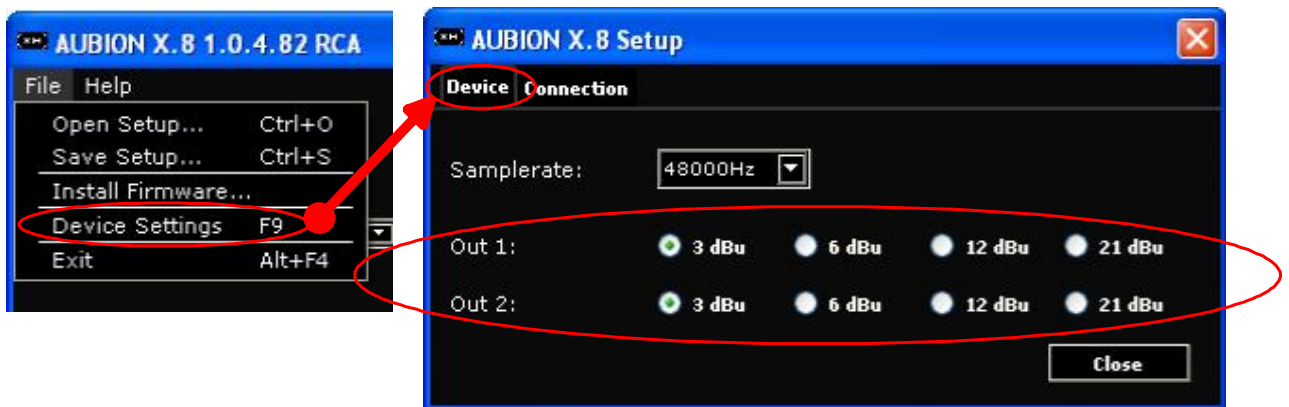 AUBION X.8 1.0.4.82 RCA
File Help
Open Setup... Ctrl+O
Save Setup... Ctrl+S
Install Firmware...
Device Settings F9
Exit Alt+F4
AUBION X.8 Setup
Device Connection
Samplerate: 48000Hz
Out 1: 3 dBu 6 dBu 12 dBu 21 dBu
Out 2: 3 dBu 6 dBu 12 dBu 21 dBu
Close